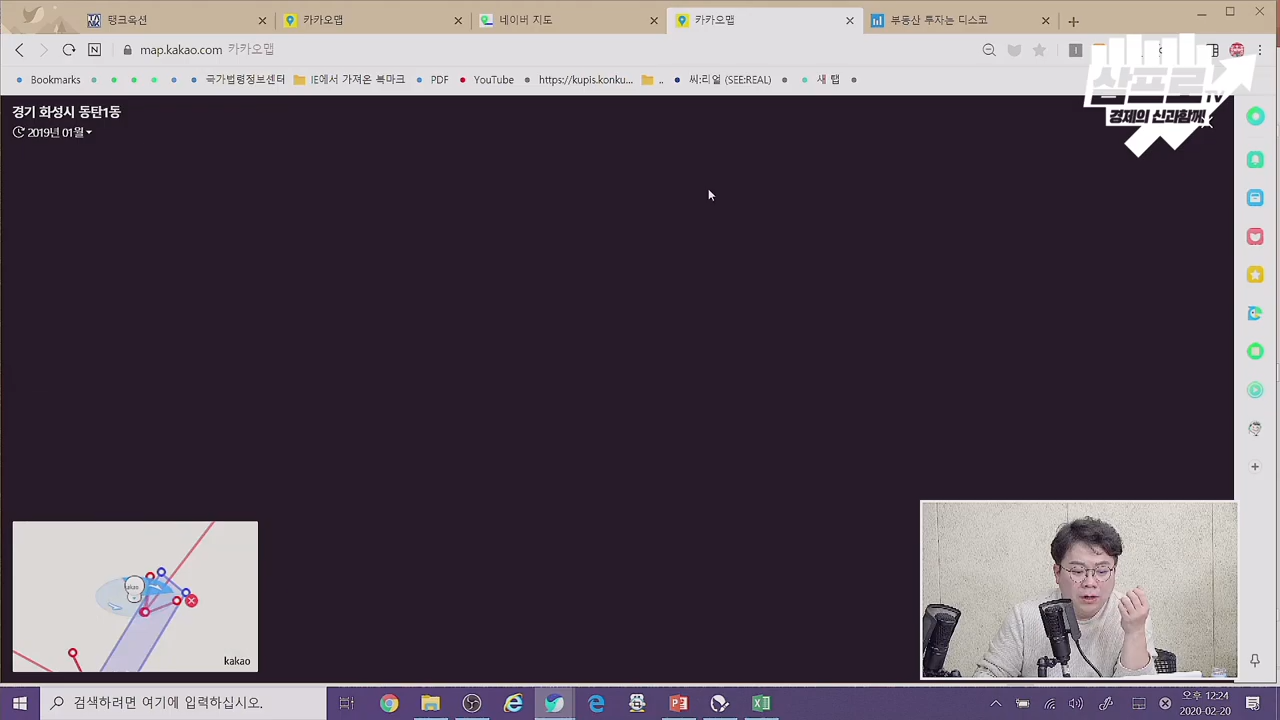 탱크옥션
카카오맵
네이버 지도
카카오맵
부동산 투자는 디스코
map.kakao.com 카카오맵
Bookmarks
국가법령정보센터
IE에서 가져온 북마크
PDF
YouTube
https://kupis.konku...
..
씨:리얼 (SEE:REAL)
새 탭
삼프로TV
경제의 신과함께
경기 화성시 동탄1동
2019년 01월
kakao
검색하려면 여기에 입력하십시오.
오후 12:24
2020-02-20